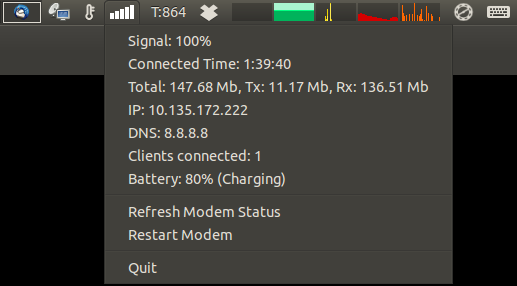 T:864
Signal: 100%
Connected Time: 1:39:40
Total: 147.68 Mb, Tx: 11.17 Mb, Rx: 136.51 Mb
IP: 10.135.172.222
DNS: 8.8.8.8
Clients connected: 1
Battery: 80% (Charging)
Refresh Modem Status
Restart Modem
Quit